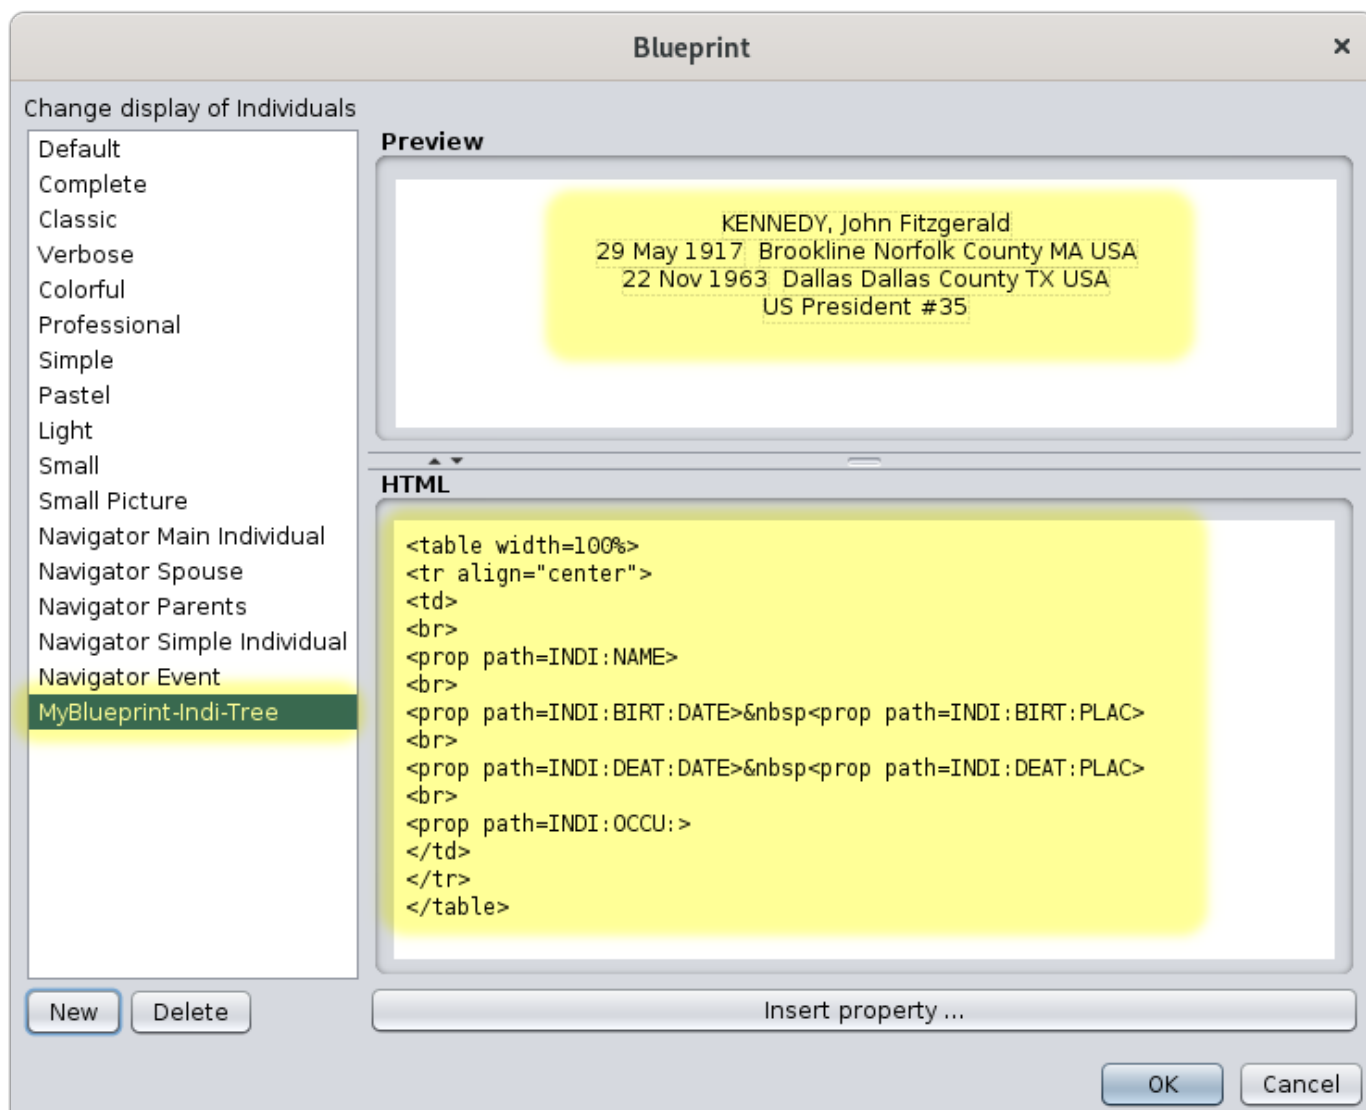 Blueprint
Change display of Individuals
Default
Complete
Classic
Verbose
Colorful
Professional
Simple
Pastel
Light
Small
Small Picture
Navigator Main Individual
Navigator Spouse
Navigator Parents
Navigator Simple Individual
Navigator Event
MyBlueprint-Indi-Tree
New
Delete
Preview
KENNEDY, John Fitzgerald
29 May 1917 Brookline Norfolk County MA USA
22 Nov 1963 Dallas Dallas County TX USA
US President #35
HTML
<table width=100%>
<tr align="center">
<td>
<br>
<prop path=INDI:NAME>
<br>
<prop path=INDI:BIRT:DATE>&nbsp<prop path=INDI:BIRT:PLAC>
<br>
<prop path=INDI:DEAT:DATE>&nbsp<prop path=INDI:DEAT:PLAC>
<br>
<prop path=INDI:OCCU:>
</td>
</tr>
</table>
Insert property ...
OK
Cancel